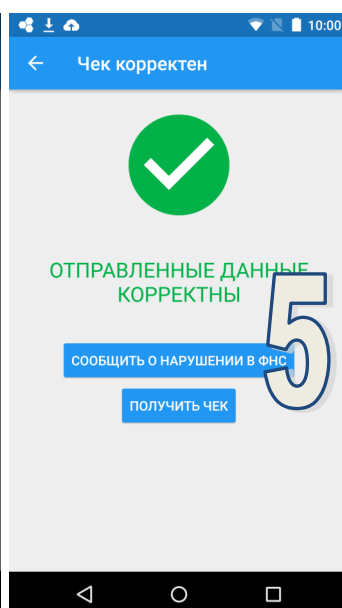 10:00
Чек корректен
ОТПРАВЛЕННЫЕ ДАННЫЕ
КОРРЕКТНЫ
СООБЩИТЬ О НАРУШЕНИИ В ФНС
5
ПОЛУЧИТЬ ЧЕК